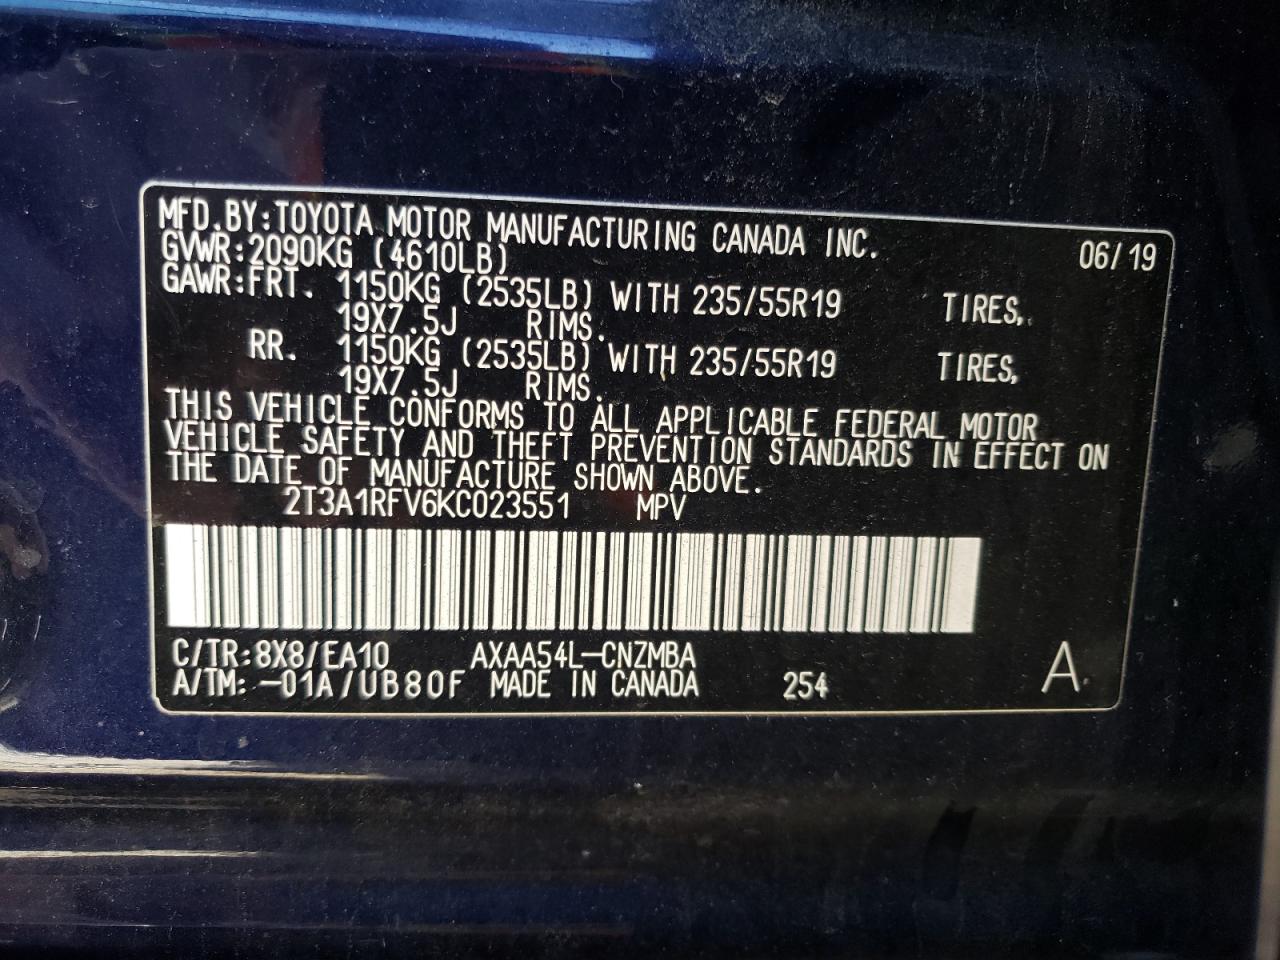 MFD.BY:TOYOTA MOTOR MANUFACTURING CANADA INC. 06/19
GVWR:2090KG (4610LB)
GAWR:FRT. 1150KG (2535LB) WITH 235/55R19 TIRES,
19X7.5J RIMS.
RR. 1150KG (2535LB) WITH 235/55R19 TIRES,
19X7.5J RIMS.
THIS VEHICLE CONFORMS TO ALL APPLICABLE FEDERAL MOTOR
VEHICLE SAFETY AND THEFT PREVENTION STANDARDS IN EFFECT ON
THE DATE OF MANUFACTURE SHOWN ABOVE.
2T3A1RFV6KC023551 MPV
C/TR:8X8/EA10 AXAA54L-CNZMBA
A/TM:-01A/UB80F MADE IN CANADA 254 A